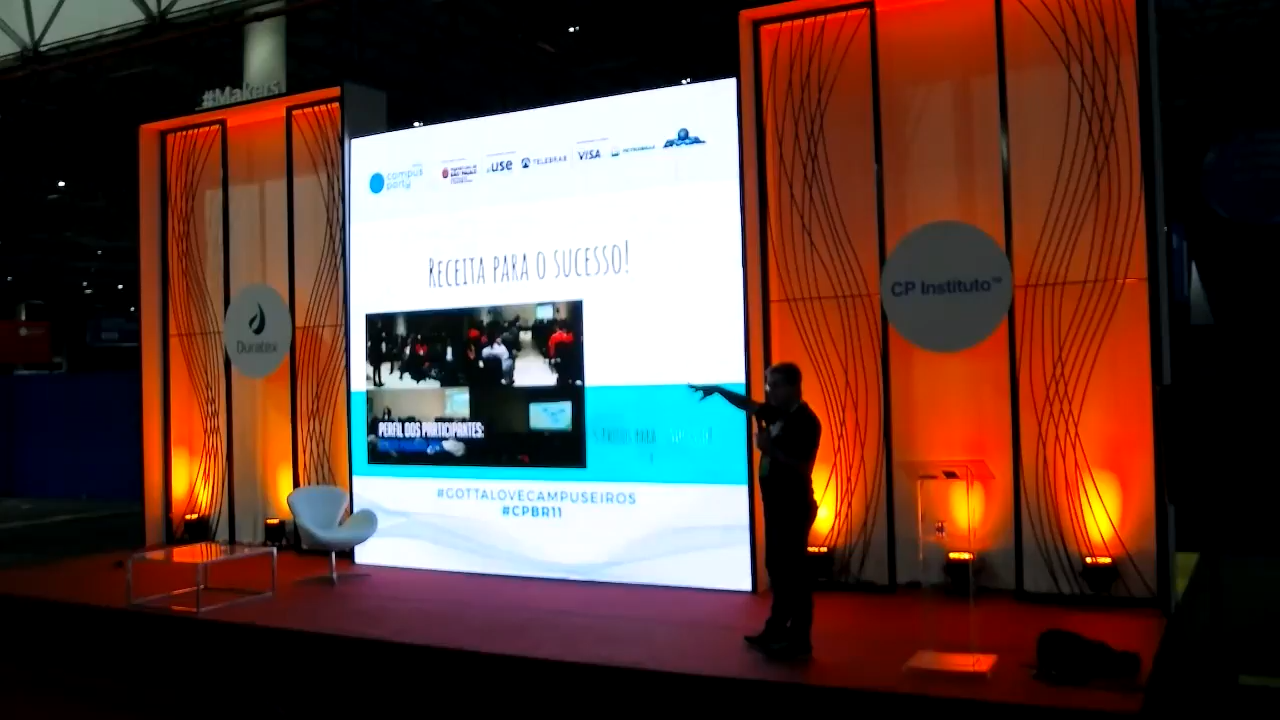 #Makers
campus
party
.USE
TELEBRAS
VISA
RECEITA PARA O SUCESSO!
CP Instituto™
Duratex
PERFIL DOS PARTICIPANTES:
#GOTTALOVECAMPUSEIROS
#CPBR11